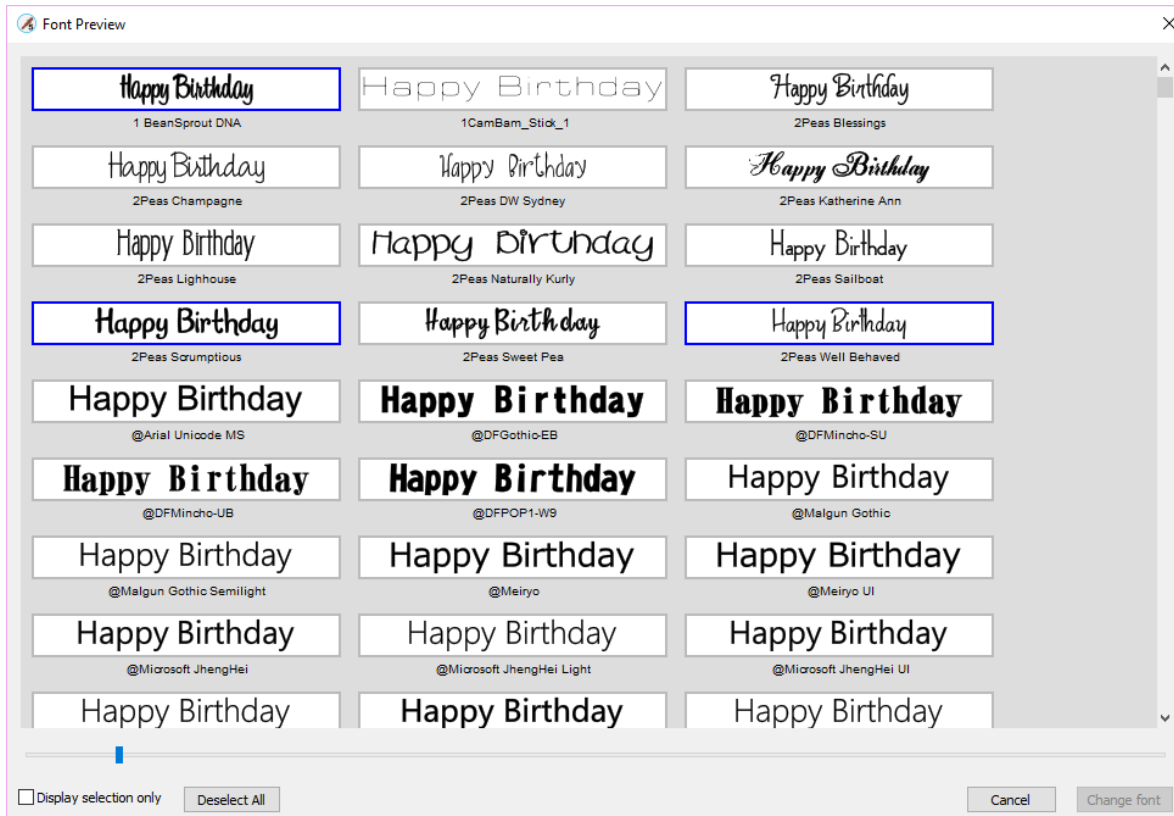 Font Preview
Happy Birthday Happy Birthday Happy Birthday
1 BeanSprout DNA 1CamBam_Stick_1 2Peas Blessings
Happy Birthday Happy Birthday Happy Birthday
2Peas Champagne 2Peas DW Sydney 2Peas Katherine Ann
Happy Birthday Happy Birthday Happy Birthday
2Peas Lighhouse 2Peas Naturally Kurly 2Peas Sailboat
Happy Birthday Happy Birthday Happy Birthday
2Peas Scrumptious 2Peas Sweet Pea 2Peas Well Behaved
Happy Birthday Happy Birthday Happy Birthday
@Arial Unicode MS @DFGothic-EB @DFMincho-SU
Happy Birthday Happy Birthday Happy Birthday
@DFMincho-UB @DFPOP1-W9 @Malgun Gothic
Happy Birthday Happy Birthday Happy Birthday
@Malgun Gothic Semilight @Meiryo @Meiryo UI
Happy Birthday Happy Birthday Happy Birthday
@Microsoft JhengHei @Microsoft JhengHei Light @Microsoft JhengHei UI
Happy Birthday Happy Birthday Happy Birthday
Display selection only Deselect All Cancel Change font